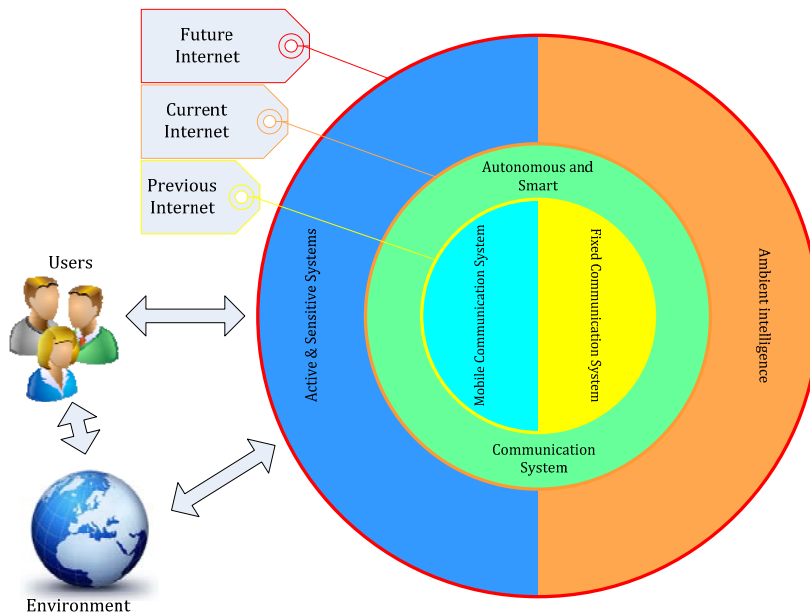 Future
Internet
Current
Internet
Previous
Internet
Users
Environment
Autonomous and
Smart
Active & Sensitive Systems
Mobile Communication System
Fixed Communication System
Ambient intelligence
Communication
System